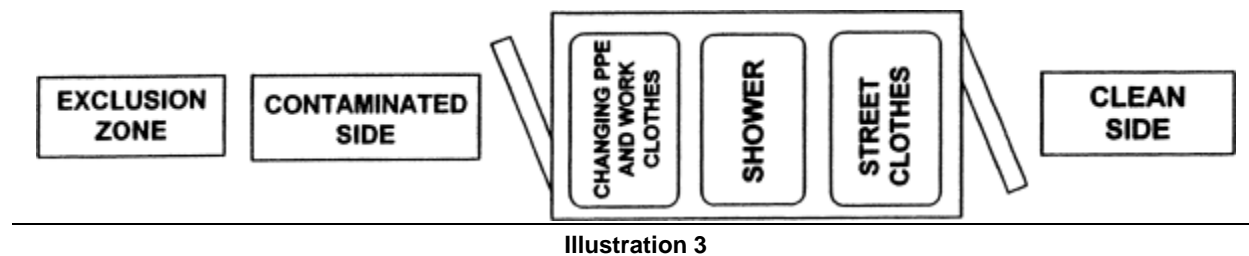 EXCLUSION
ZONE
CONTAMINATED
SIDE
CHANGING PPE
AND WORK
CLOTHES
SHOWER
STREET
CLOTHES
CLEAN
SIDE
Illustration 3